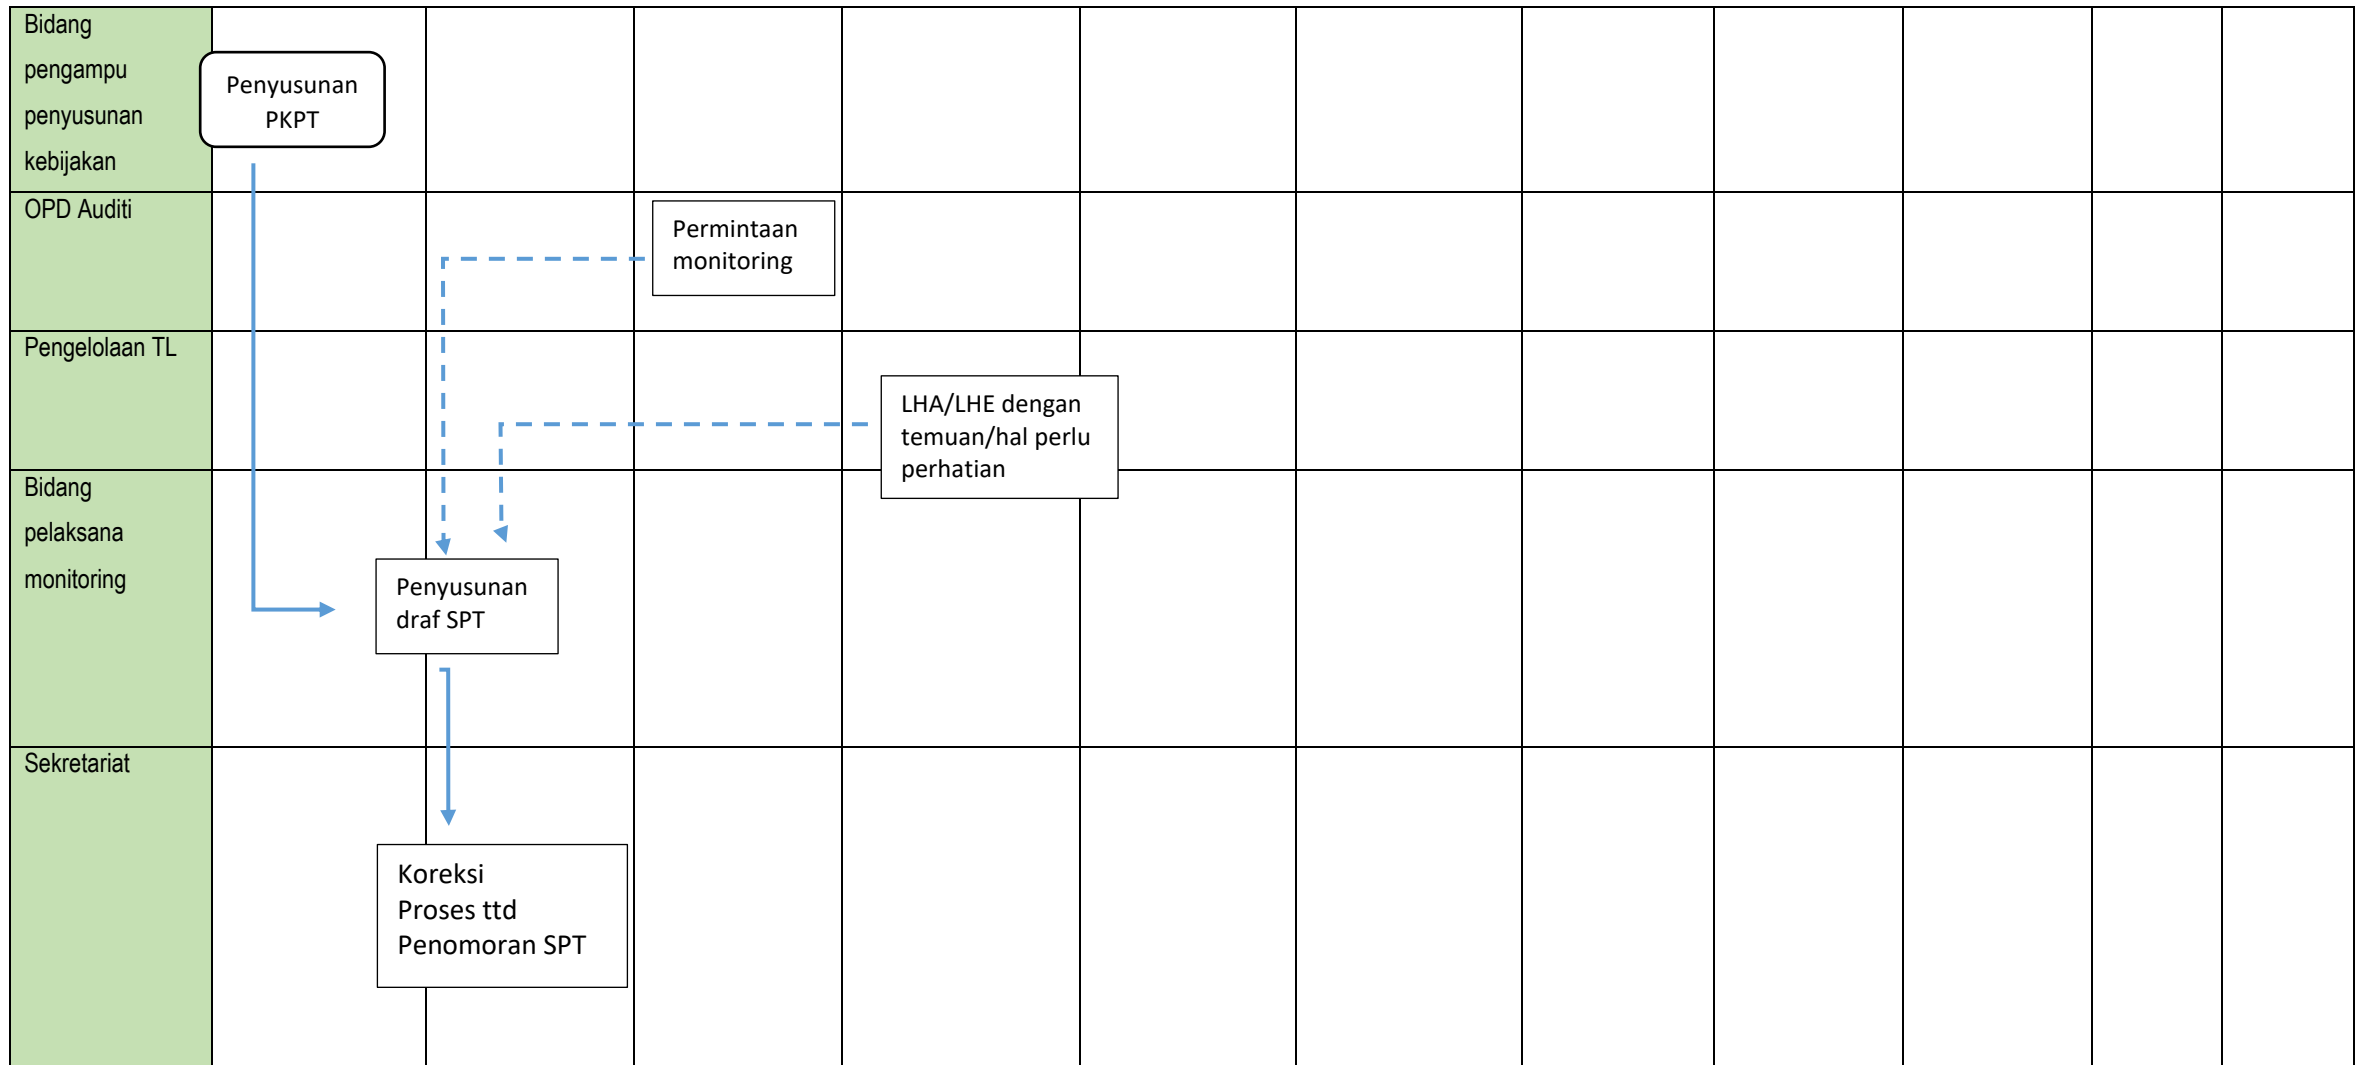 Bidang
pengampu
penyusunan
kebijakan
Penyusunan
PKPT
OPD Auditi
Permintaan
monitoring
Pengelolaan TL
LHA/LHE dengan
temuan/hal perlu
perhatian
Bidang
pelaksana
monitoring
Penyusunan
draf SPT
Sekretariat
Koreksi
Proses ttd
Penomoran SPT